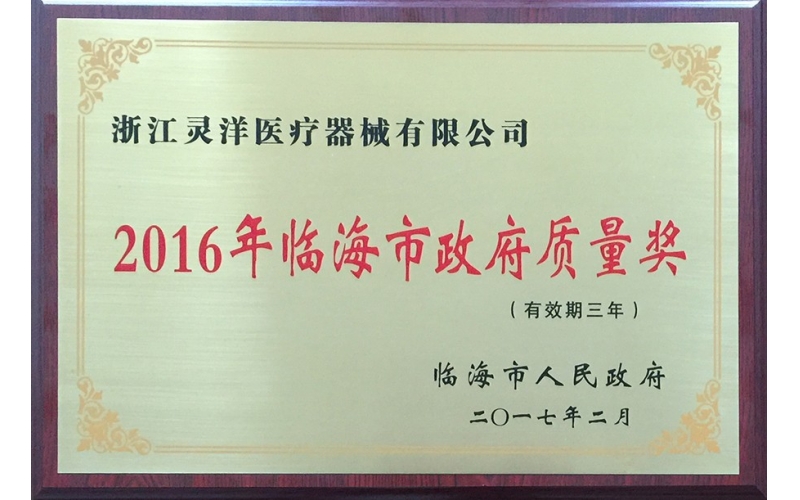 浙江灵洋医疗器械有限公司
2016年临海市政府质量奖
（有效期三年）
临海市人民政府
二〇一七年二月